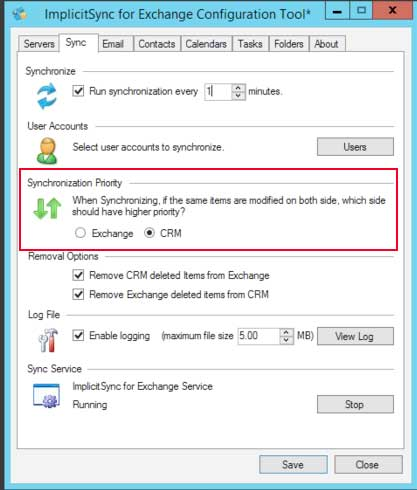 ImplicitSync for Exchange Configuration Tool*
Servers Sync Email Contacts Calendars Tasks Folders About
Synchronize
Run synchronization every 1 minutes.
User Accounts
Select user accounts to synchronize. Users
Synchronization Priority
When Synchronizing, if the same items are modified on both side, which side
should have higher priority?
Exchange CRM
Removal Options
Remove CRM deleted Items from Exchange
Remove Exchange deleted items from CRM
Log File
Enable logging (maximum file size 5.00 MB) View Log
Sync Service
ImplicitSync for Exchange Service
Running Stop
Save Close